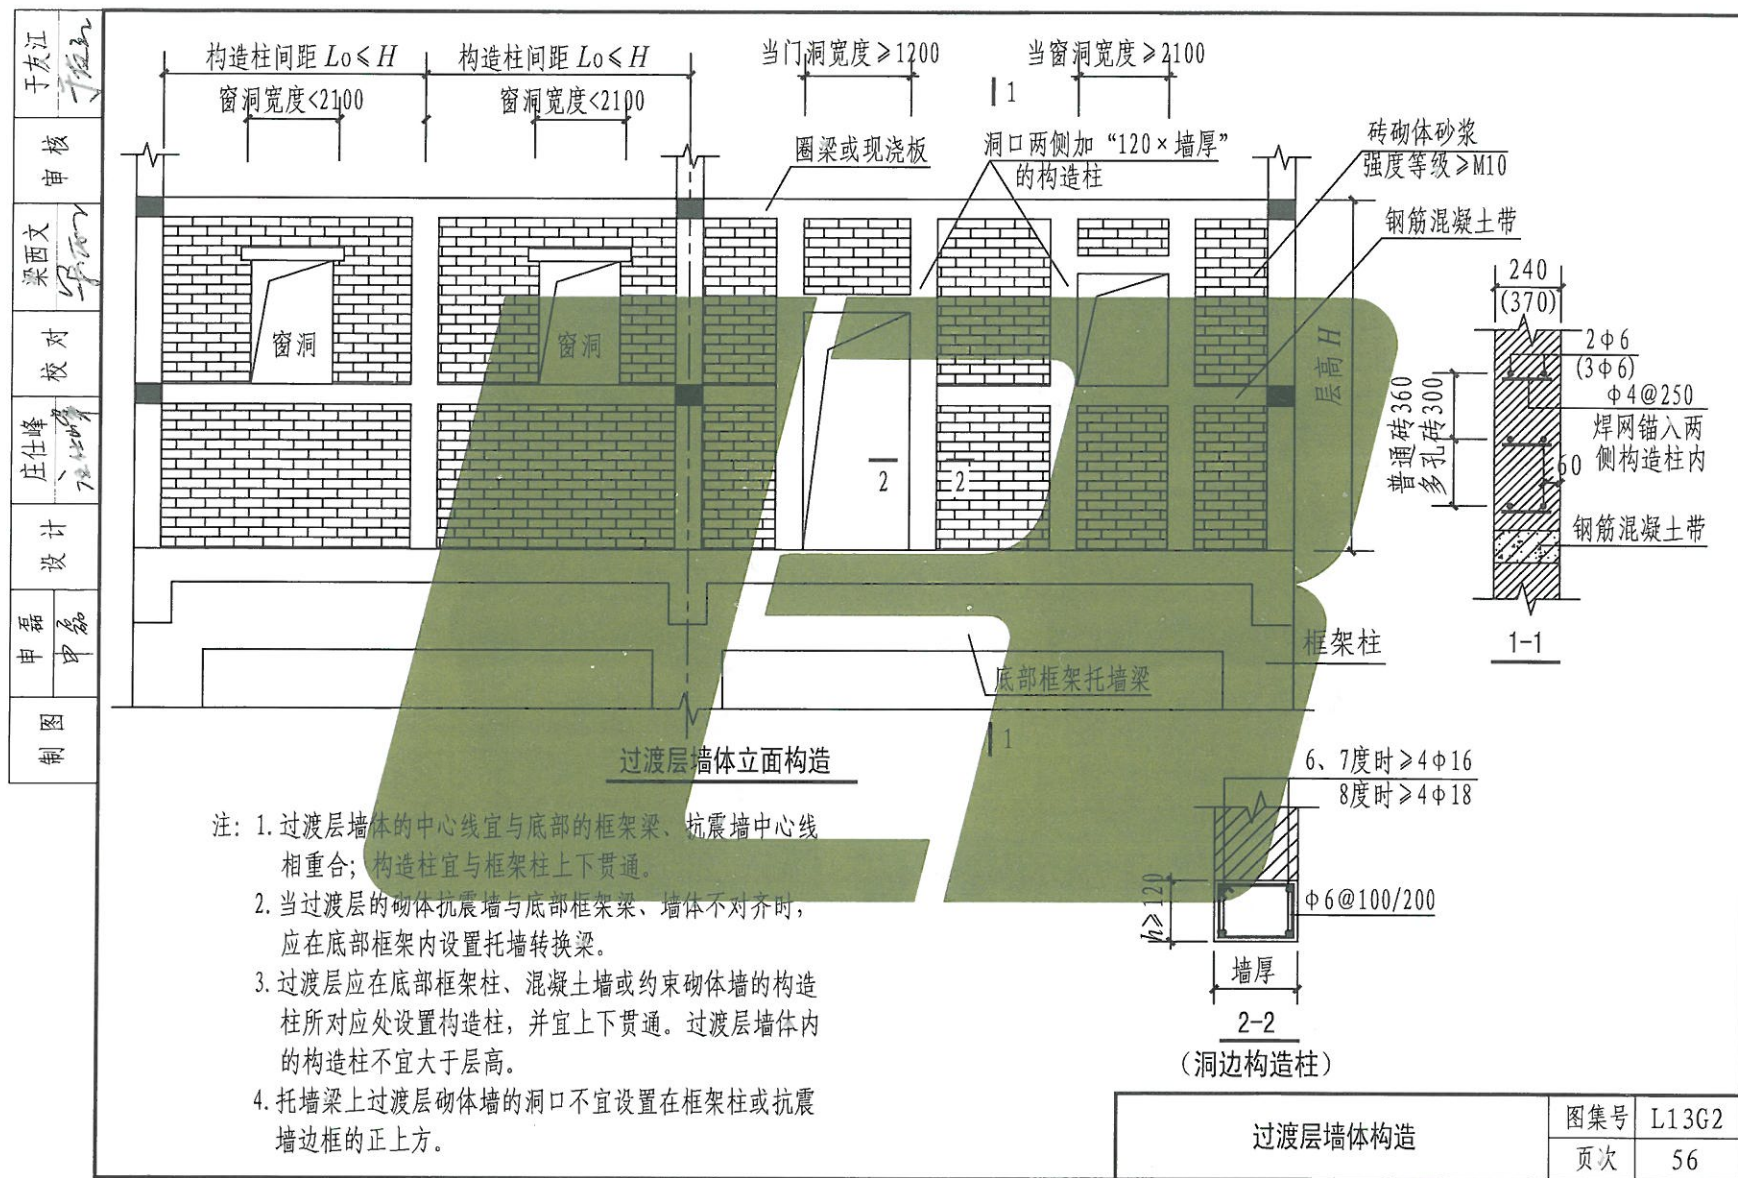 构造柱间距 Lo≤H
构造柱间距 Lo≤H
当门洞宽度≥1200
当窗洞宽度≥2100
窗洞宽度<2100
窗洞宽度<2100
1
圈梁或现浇板
洞口两侧加“120×墙厚”
的构造柱
砖砌体砂浆
强度等级≥M10
钢筋混凝土带
窗洞
窗洞
层高H
2
2
240
(370)
2ф6
(3ф6)
ф4@250
焊网锚入两
侧构造柱内
60
普通砖360
多孔砖300
钢筋混凝土带
1-1
框架柱
底部框架托墙梁
1
过渡层墙体立面构造
6、7度时≥4ф16
8度时≥4ф18
h≥120
ф6@100/200
墙厚
2-2
(洞边构造柱)
注: 1. 过渡层墙体的中心线宜与底部的框架梁、抗震墙中心线
相重合; 构造柱宜与框架柱上下贯通。
2. 当过渡层的砌体抗震墙与底部框架梁、墙体不对齐时,
应在底部框架内设置托墙转换梁。
3. 过渡层应在底部框架柱、混凝土墙或约束砌体墙的构造
柱所对应处设置构造柱, 并宜上下贯通。过渡层墙体内
的构造柱不宜大于层高。
4. 托墙梁上过渡层砌体墙的洞口不宜设置在框架柱或抗震
墙边框的正上方。
于友江
审核
梁西文
校对
庄仕峰
设计
申磊
申磊
制图
过渡层墙体构造
图集号
L13G2
页次
56